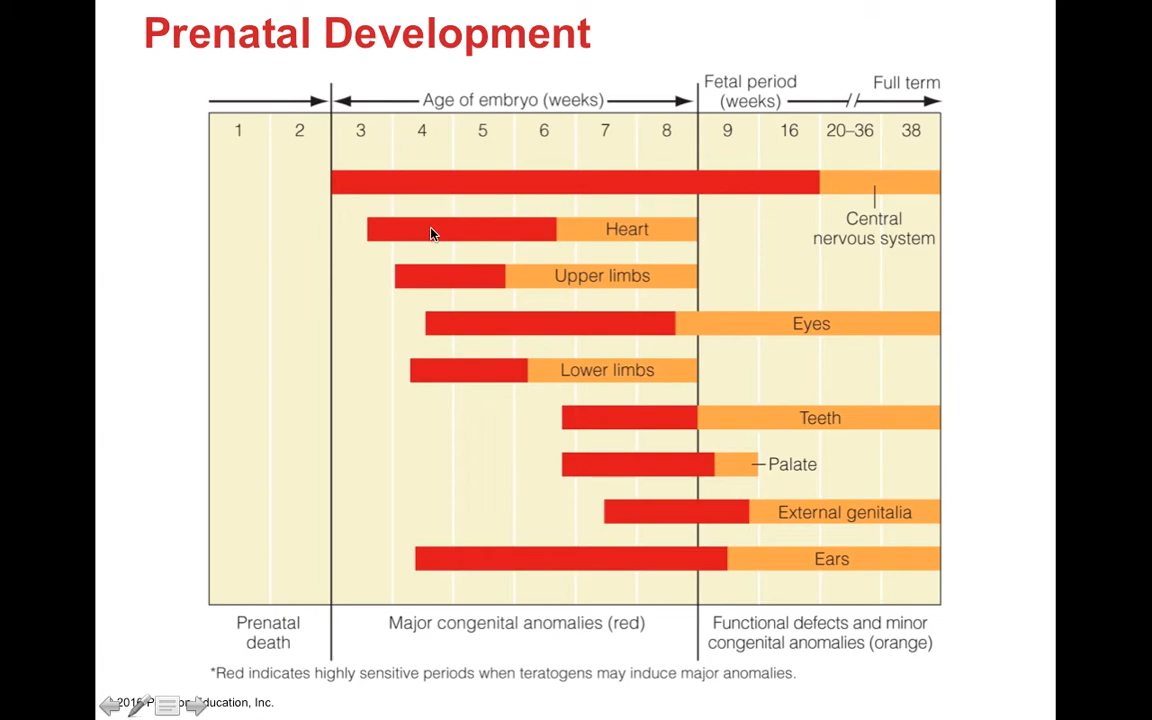 Prenatal Development
Fetal period
(weeks)
Full term
Age of embryo (weeks)
1 2 3 4 5 6 7 8 9 16 20–36 38
Central
nervous system
Heart
Upper limbs
Eyes
Lower limbs
Teeth
Palate
External genitalia
Ears
Prenatal
death
Major congenital anomalies (red)
Functional defects and minor
congenital anomalies (orange)
*Red indicates highly sensitive periods when teratogens may induce major anomalies.
Inc.